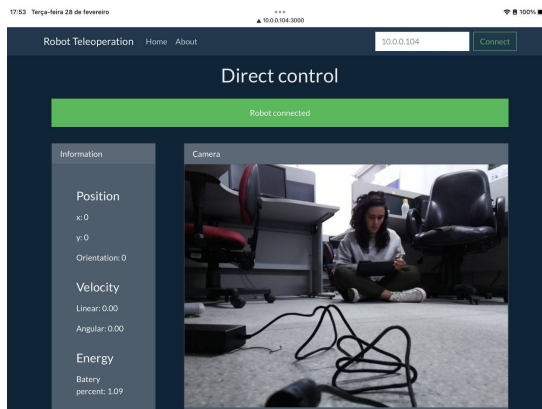 17:53 Terça-feira 28 de fevereiro
100%
10.0.0.104:3000
Robot Teleoperation Home About 10.0.0.104 Connect
Direct control
Robot connected
Information
Camera
Position
x: 0
y: 0
Orientation: 0
Velocity
Linear: 0.00
Angular: 0.00
Energy
Batery
percent: 1.09